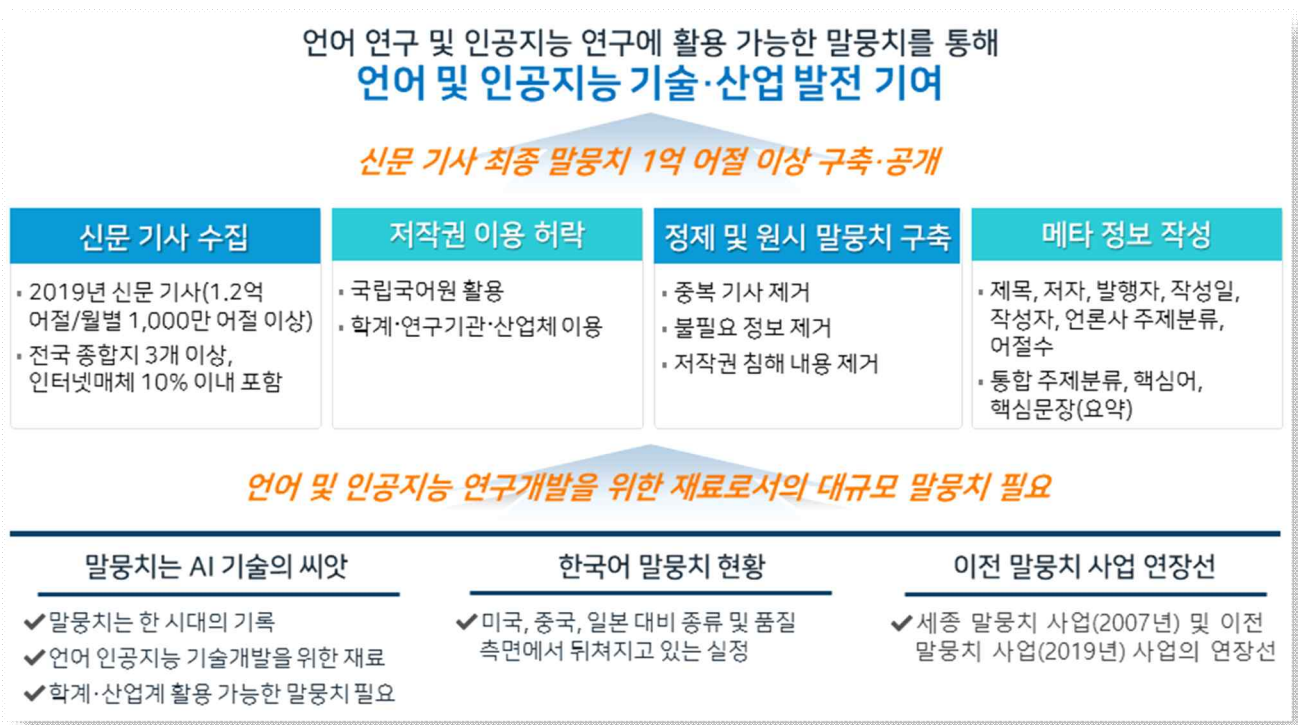 언어 연구 및 인공지능 연구에 활용 가능한 말뭉치를 통해
언어 및 인공지능 기술·산업 발전 기여
신문 기사 최종 말뭉치 1억 어절 이상 구축·공개
신문 기사 수집
▪ 2019년 신문 기사(1.2억
어절/월별 1,000만 어절 이상)
▪ 전국 종합지 3개 이상,
인터넷매체 10% 이내 포함
저작권 이용 허락
▪ 국립국어원 활용
▪ 학계·연구기관·산업체 이용
정제 및 원시 말뭉치 구축
▪ 중복 기사 제거
▪ 불필요 정보 제거
▪ 저작권 침해 내용 제거
메타 정보 작성
▪ 제목, 저자, 발행자, 작성일,
작성자, 언론사 주제분류,
어절수
▪ 통합 주제분류, 핵심어,
핵심문장(요약)
언어 및 인공지능 연구개발을 위한 재료로서의 대규모 말뭉치 필요
말뭉치는 AI 기술의 씨앗
✔ 말뭉치는 한 시대의 기록
✔ 언어 인공지능 기술개발을 위한 재료
✔ 학계·산업계 활용 가능한 말뭉치 필요
한국어 말뭉치 현황
✔ 미국, 중국, 일본 대비 종류 및 품질
측면에서 뒤쳐지고 있는 실정
이전 말뭉치 사업 연장선
✔ 세종 말뭉치 사업(2007년) 및 이전
말뭉치 사업(2019년) 사업의 연장선